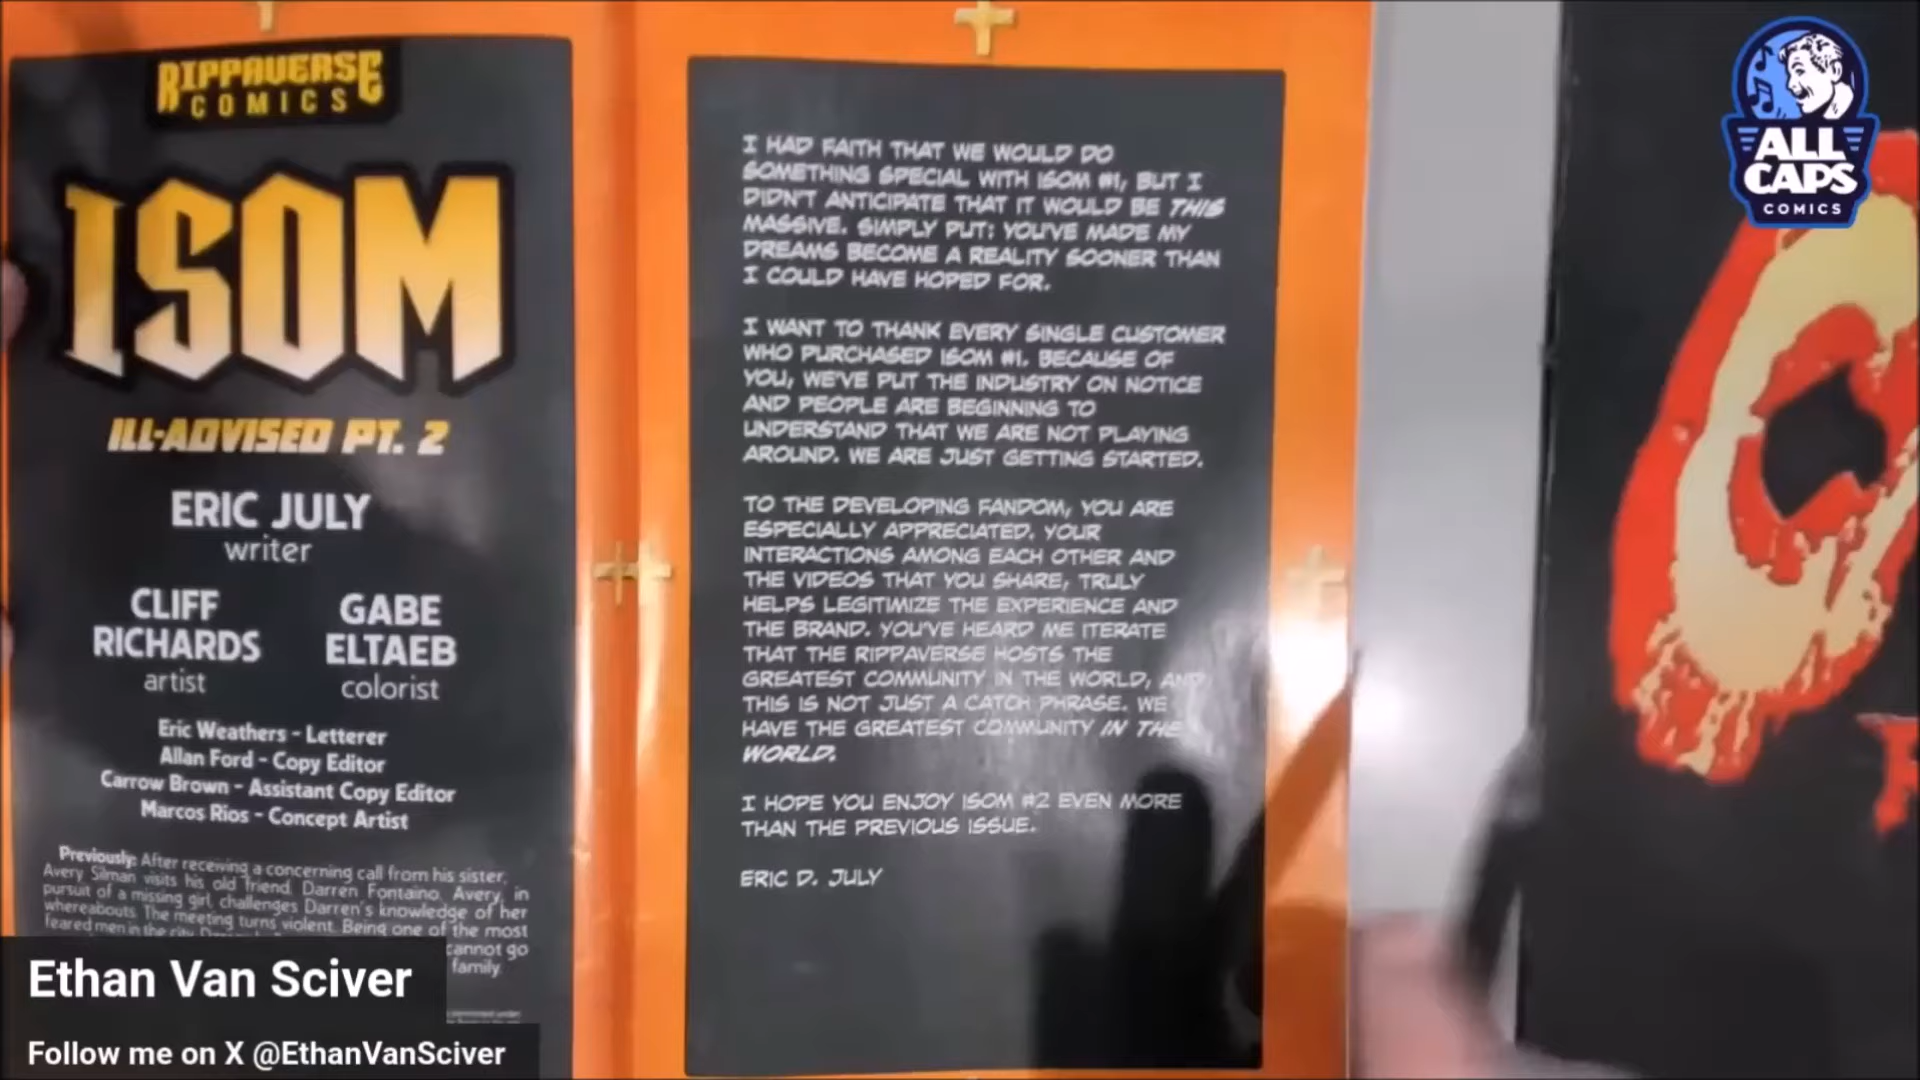 RIPPAVERSE
COMICS
ISOM
ILL-ADVISED PT. 2
ERIC JULY
writer
CLIFF
RICHARDS
artist
GABE
ELTAEB
colorist
Eric Weathers - Letterer
Allan Ford - Copy Editor
Carrow Brown - Assistant Copy Editor
Marcos Rios - Concept Artist
Previously: After receiving a concerning call from his sister,
Avery Silman visits his old friend, Darren Fontaino. Avery, in
pursuit of a missing girl, challenges Darren's knowledge of her
whereabouts. The meeting turns violent. Being one of the most
feared men in the city,
cannot go
family.
I HAD FAITH THAT WE WOULD DO
SOMETHING SPECIAL WITH ISOM #1, BUT I
DIDN'T ANTICIPATE THAT IT WOULD BE THIS
MASSIVE. SIMPLY PUT: YOU'VE MADE MY
DREAMS BECOME A REALITY SOONER THAN
I COULD HAVE HOPED FOR.
I WANT TO THANK EVERY SINGLE CUSTOMER
WHO PURCHASED ISOM #1. BECAUSE OF
YOU, WE'VE PUT THE INDUSTRY ON NOTICE
AND PEOPLE ARE BEGINNING TO
UNDERSTAND THAT WE ARE NOT PLAYING
AROUND. WE ARE JUST GETTING STARTED.
TO THE DEVELOPING FANDOM, YOU ARE
ESPECIALLY APPRECIATED. YOUR
INTERACTIONS AMONG EACH OTHER AND
THE VIDEOS THAT YOU SHARE, TRULY
HELPS LEGITIMIZE THE EXPERIENCE AND
THE BRAND. YOU'VE HEARD ME ITERATE
THAT THE RIPPAVERSE HOSTS THE
GREATEST COMMUNITY IN THE WORLD, AND
THIS IS NOT JUST A CATCH PHRASE. WE
HAVE THE GREATEST COMMUNITY IN THE
WORLD.
I HOPE YOU ENJOY ISOM #2 EVEN MORE
THAN THE PREVIOUS ISSUE.
ERIC D. JULY
ALL
CAPS
COMICS
Ethan Van Sciver
Follow me on X @EthanVanSciver